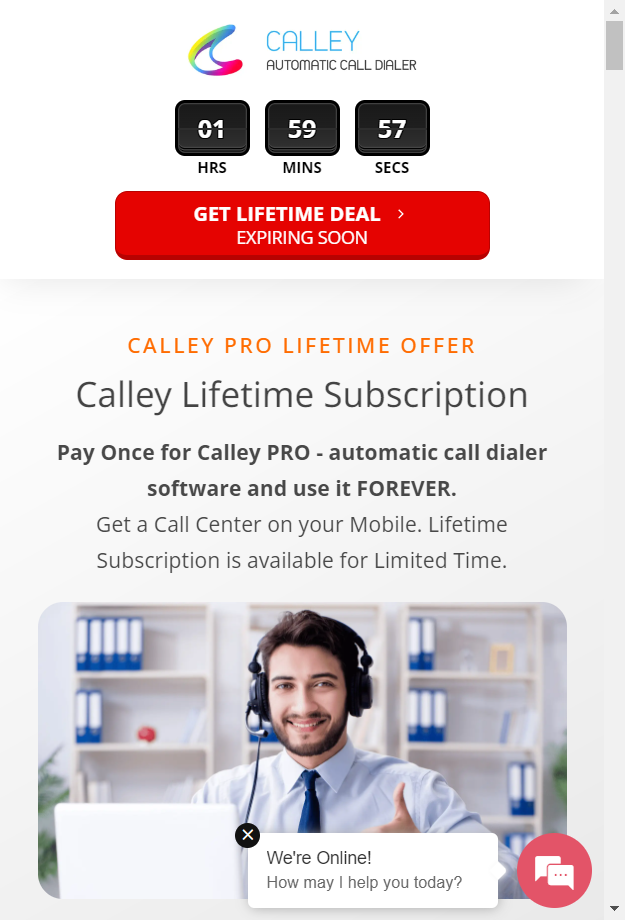 CALLEY
AUTOMATIC CALL DIALER
01 59 57
HRS MINS SECS
GET LIFETIME DEAL
EXPIRING SOON
CALLEY PRO LIFETIME OFFER
Calley Lifetime Subscription
Pay Once for Calley PRO - automatic call dialer
software and use it FOREVER.
Get a Call Center on your Mobile. Lifetime
Subscription is available for Limited Time.
We're Online!
How may I help you today?